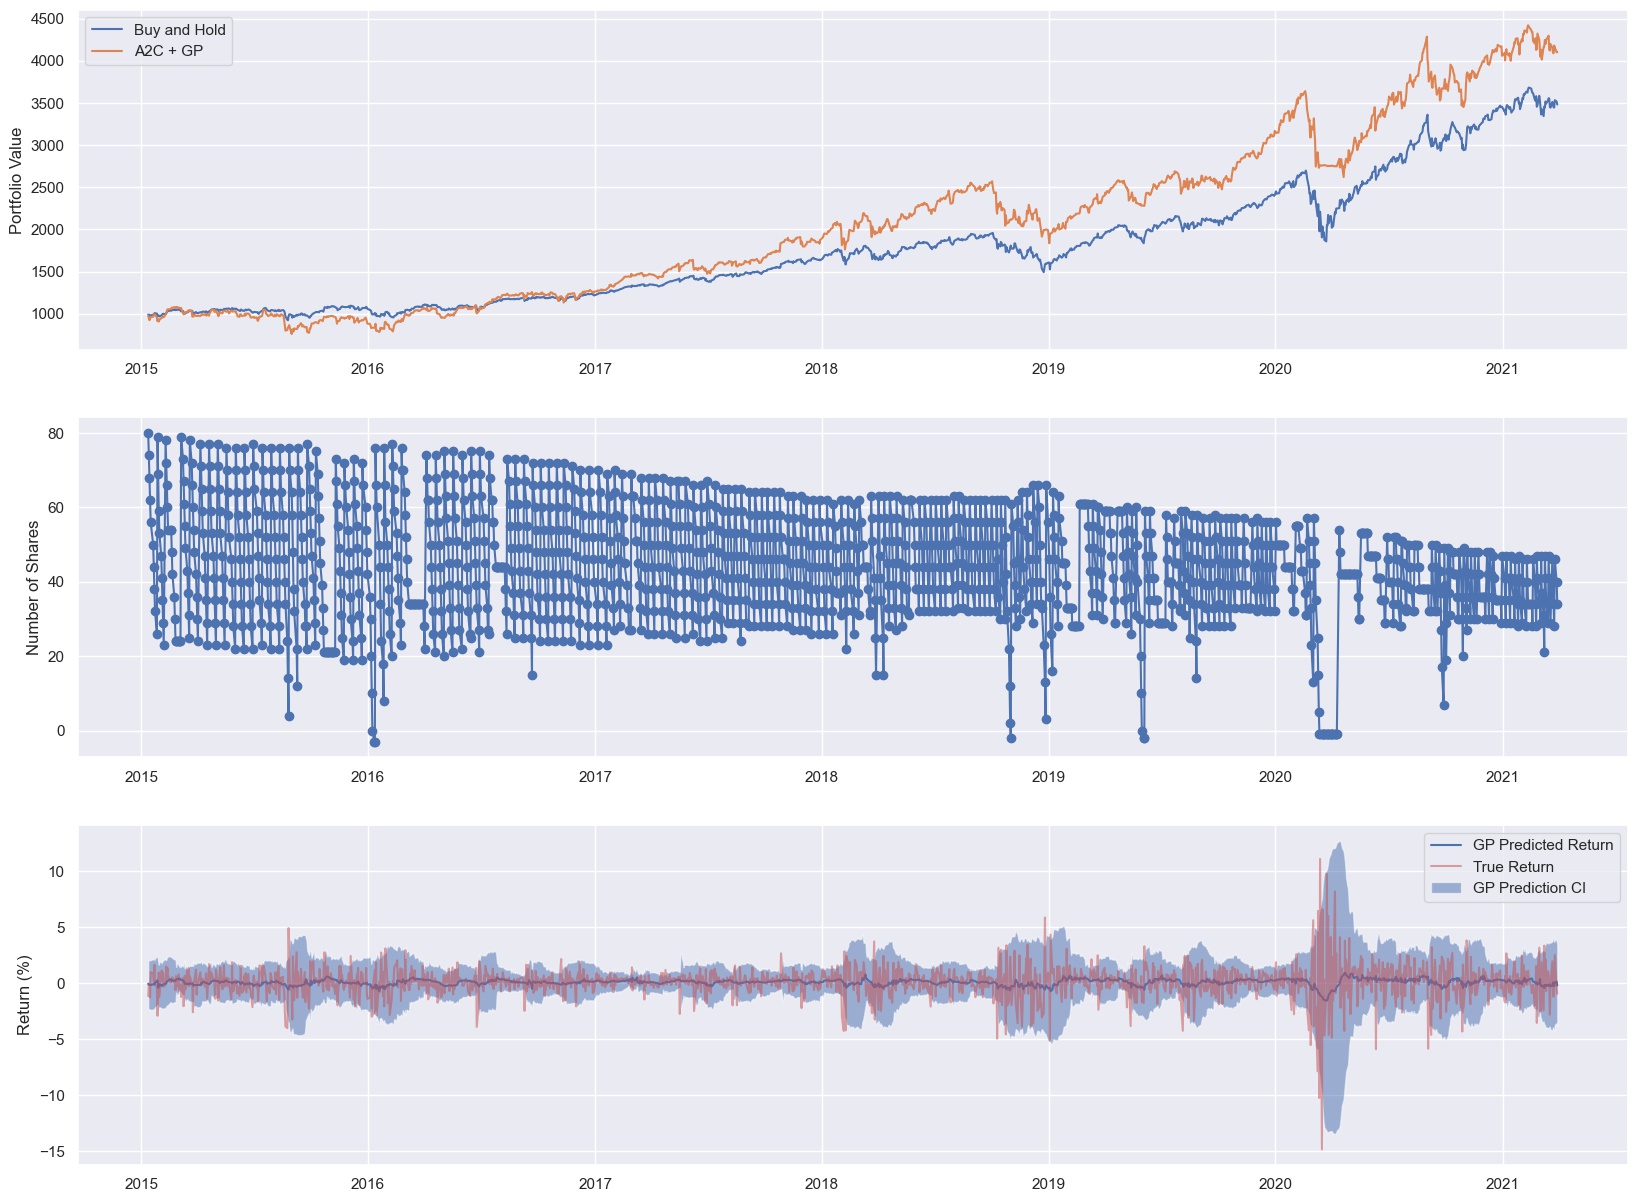 4500
4000
3500
3000
2500
2000
1500
1000
Portfolio Value
Buy and Hold
A2C + GP
2015 2016 2017 2018 2019 2020 2021
80
60
40
20
0
Number of Shares
2015 2016 2017 2018 2019 2020 2021
10
5
0
−5
−10
−15
Return (%)
GP Predicted Return
True Return
GP Prediction CI
2015 2016 2017 2018 2019 2020 2021